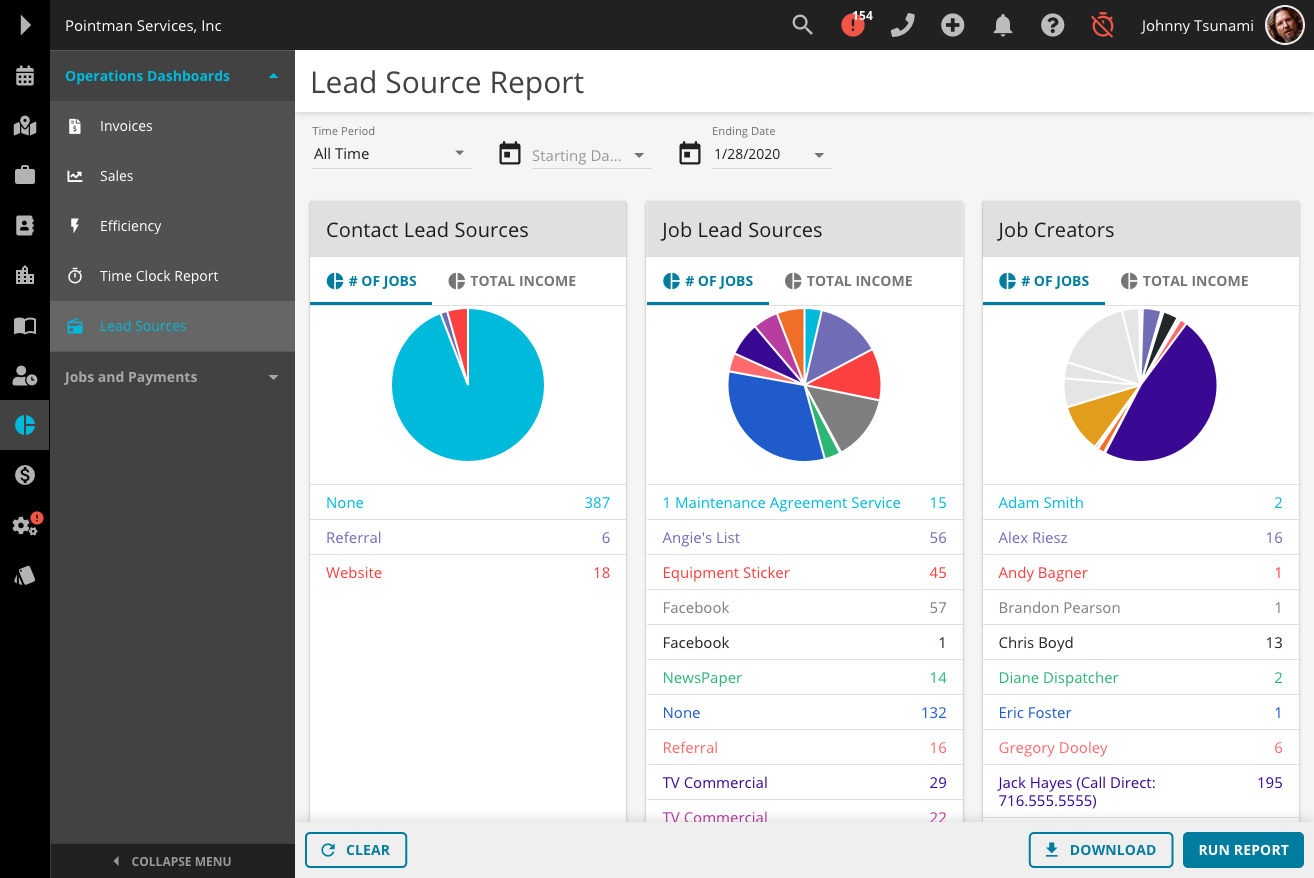 Pointman Services, Inc
154
Johnny Tsunami
Operations Dashboards
Invoices
Sales
Efficiency
Time Clock Report
Lead Sources
Jobs and Payments
COLLAPSE MENU
Lead Source Report
Time Period
All Time
Starting Da...
Ending Date
1/28/2020
Contact Lead Sources
# OF JOBS
TOTAL INCOME
None 387
Referral 6
Website 18
Job Lead Sources
# OF JOBS
TOTAL INCOME
1 Maintenance Agreement Service 15
Angie's List 56
Equipment Sticker 45
Facebook 57
Facebook 1
NewsPaper 14
None 132
Referral 16
TV Commercial 29
TV Commercial 22
Job Creators
# OF JOBS
TOTAL INCOME
Adam Smith 2
Alex Riesz 16
Andy Bagner 1
Brandon Pearson 1
Chris Boyd 13
Diane Dispatcher 2
Eric Foster 1
Gregory Dooley 6
Jack Hayes (Call Direct: 195
716.555.5555)
CLEAR
DOWNLOAD
RUN REPORT